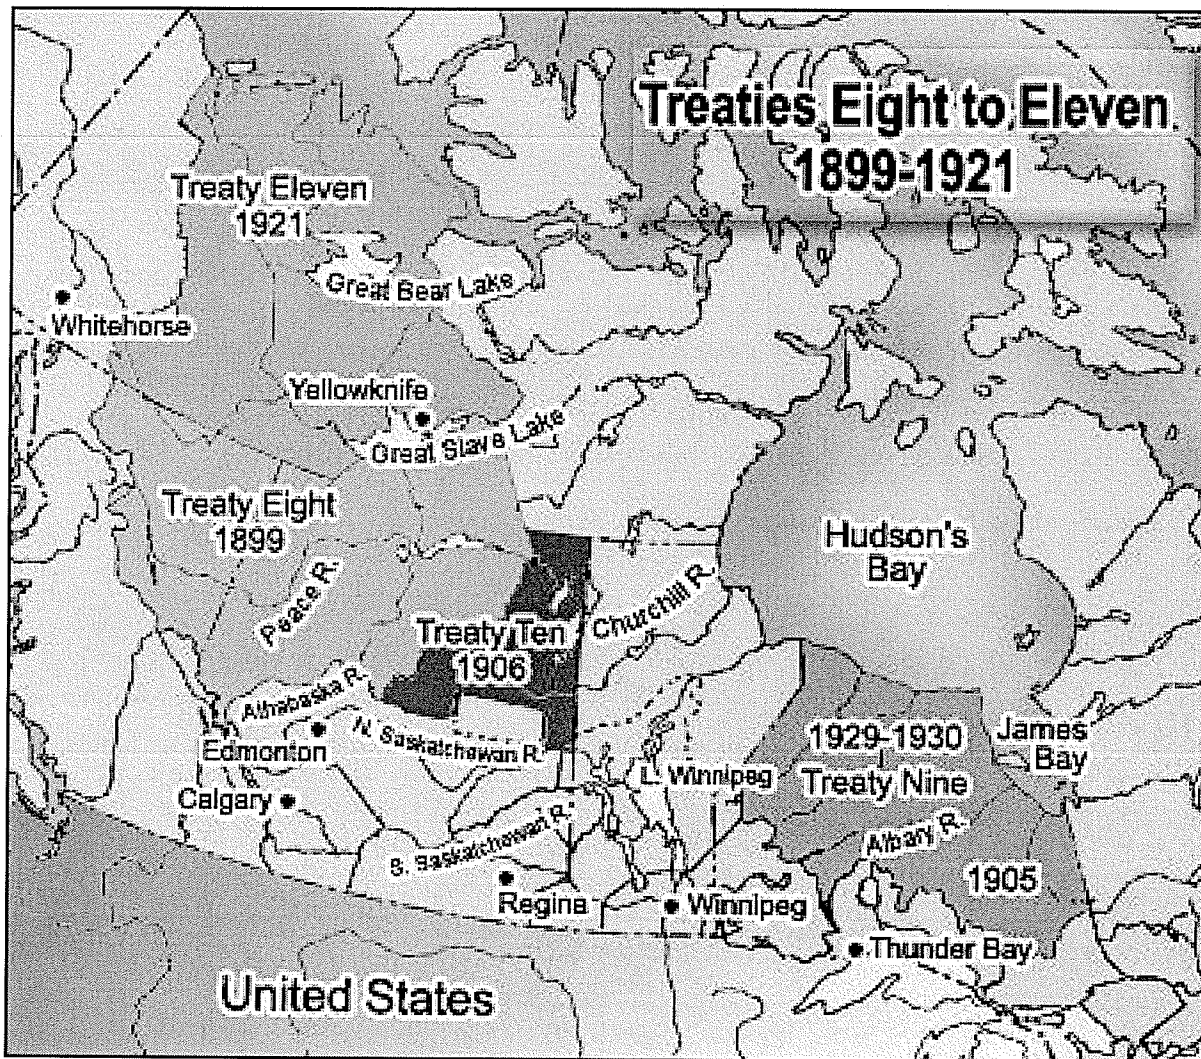 Treaties Eight to Eleven
1899-1921
Treaty Eleven
1921
Great Bear Lake
Whitehorse
Yellowknife
Great Slave Lake
Treaty Eight
1899
Hudson's
Bay
Peace R.
Churchill R.
Treaty Ten
1906
Athabaska R.
Edmonton
N. Saskatchewan R.
1929-1930
Treaty Nine
James
Bay
L. Winnipeg
Calgary
S. Saskatchewan R.
Albany R.
1905
Regina
Winnipeg
Thunder Bay
United States